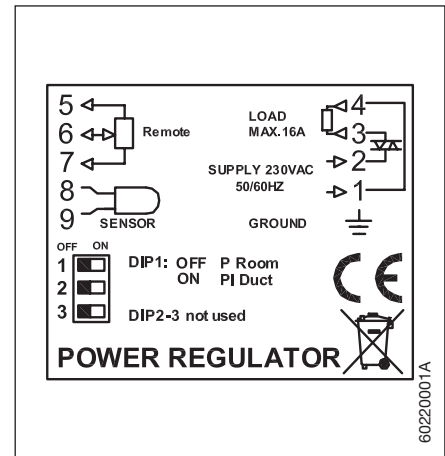 5
6 Remote
7
8
9 SENSOR
LOAD 4
MAX.16A 3
2
SUPPLY 230VAC
50/60HZ 1
GROUND
OFF ON
1 DIP1: OFF P Room
ON PI Duct
2
3 DIP2-3 not used
CE
POWER REGULATOR
60220001A